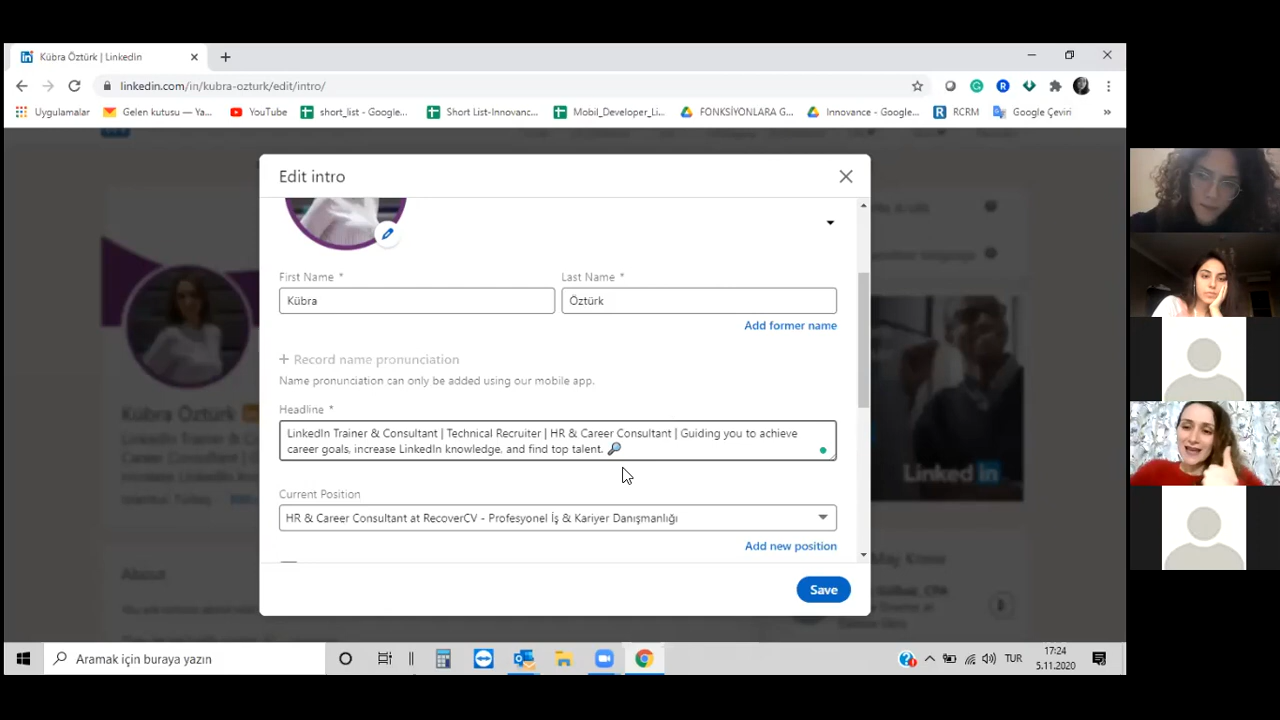 Kübra Öztürk | LinkedIn
linkedin.com/in/kubra-ozturk/edit/intro/
Uygulamalar
Gelen kutusu — Ya...
YouTube
short_list - Google...
Short List-Innovanc...
Mobil_Developer_Li...
FONKSİYONLARA G...
Innovance - Google...
RCRM
Google Çeviri
»
Edit intro
First Name *
Last Name *
Kübra
Öztürk
Add former name
+ Record name pronunciation
Name pronunciation can only be added using our mobile app.
Headline *
LinkedIn Trainer & Consultant | Technical Recruiter | HR & Career Consultant | Guiding you to achieve
career goals, increase LinkedIn knowledge, and find top talent. 🔎
Current Position
HR & Career Consultant at RecoverCV - Profesyonel İş & Kariyer Danışmanlığı
Add new position
Save
Kübra Öztürk
Linked in
About
Aramak için buraya yazın
TUR
17:24
5.11.2020